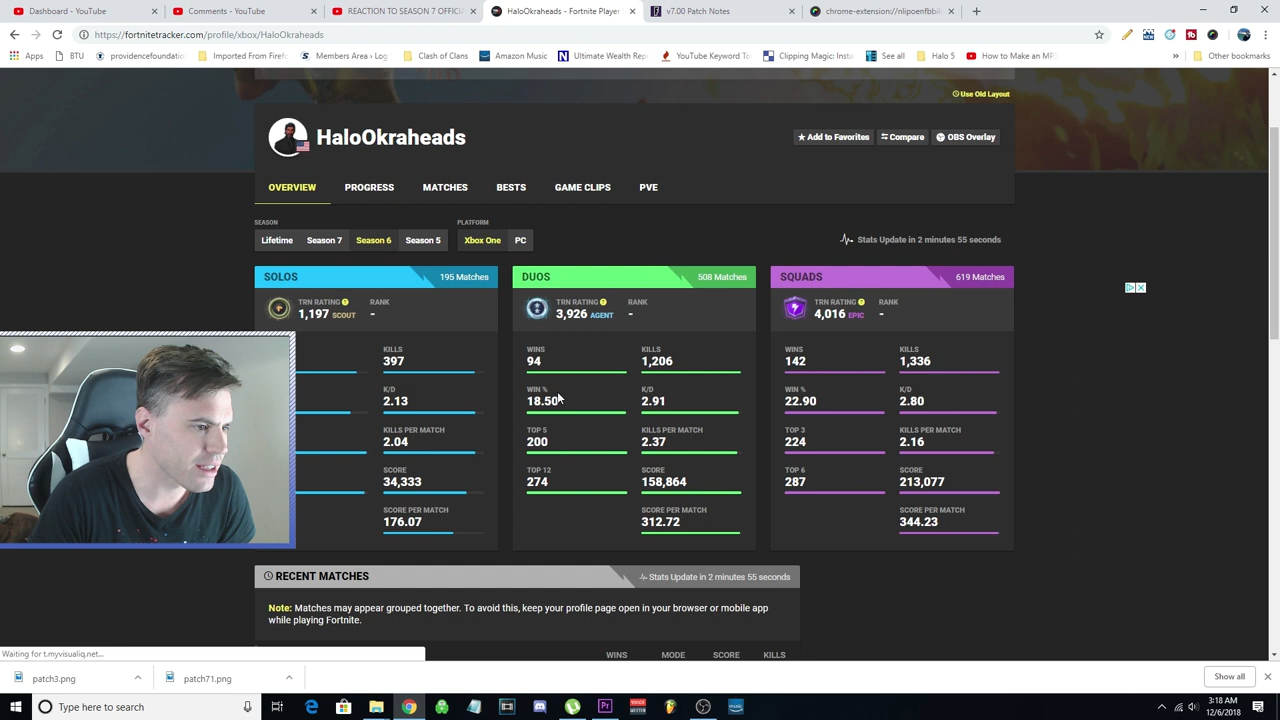 Dashboard - YouTube
Comments - YouTube
REACTION TO SEASON 7 OFFICI
HaloOkraheads - Fortnite Player
v7.00 Patch Notes
chrome-extension://nlipoenfbbik
https://fortnitetracker.com/profile/xbox/HaloOkraheads
Apps
BTU
providencefoundatio
Imported From Firefo
Members Area › Log
Clash of Clans
Amazon Music
Ultimate Wealth Rep
YouTube Keyword To
Clipping Magic: Insta
See all
Halo 5
How to Make an MP
»
Other bookmarks
Use Old Layout
HaloOkraheads
Add to Favorites
Compare
OBS Overlay
OVERVIEW PROGRESS MATCHES BESTS GAME CLIPS PVE
SEASON
PLATFORM
Lifetime Season 7 Season 6 Season 5
Xbox One PC
Stats Update in 2 minutes 55 seconds
SOLOS 195 Matches
TRN RATING RANK
1,197 SCOUT -
KILLS
397
K/D
2.13
KILLS PER MATCH
2.04
SCORE
34,333
SCORE PER MATCH
176.07
DUOS 508 Matches
TRN RATING RANK
3,926 AGENT -
WINS KILLS
94 1,206
WIN % K/D
18.50 2.91
TOP 5 KILLS PER MATCH
200 2.37
TOP 12 SCORE
274 158,864
SCORE PER MATCH
312.72
SQUADS 619 Matches
TRN RATING RANK
4,016 EPIC -
WINS KILLS
142 1,336
WIN % K/D
22.90 2.80
TOP 3 KILLS PER MATCH
224 2.16
TOP 6 SCORE
287 213,077
SCORE PER MATCH
344.23
RECENT MATCHES
Stats Update in 2 minutes 55 seconds
Note: Matches may appear grouped together. To avoid this, keep your profile page open in your browser or mobile app
while playing Fortnite.
WINS MODE SCORE KILLS
Waiting for t.myvisualiq.net...
patch3.png
patch71.png
Show all
Type here to search
3:18 AM
12/6/2018